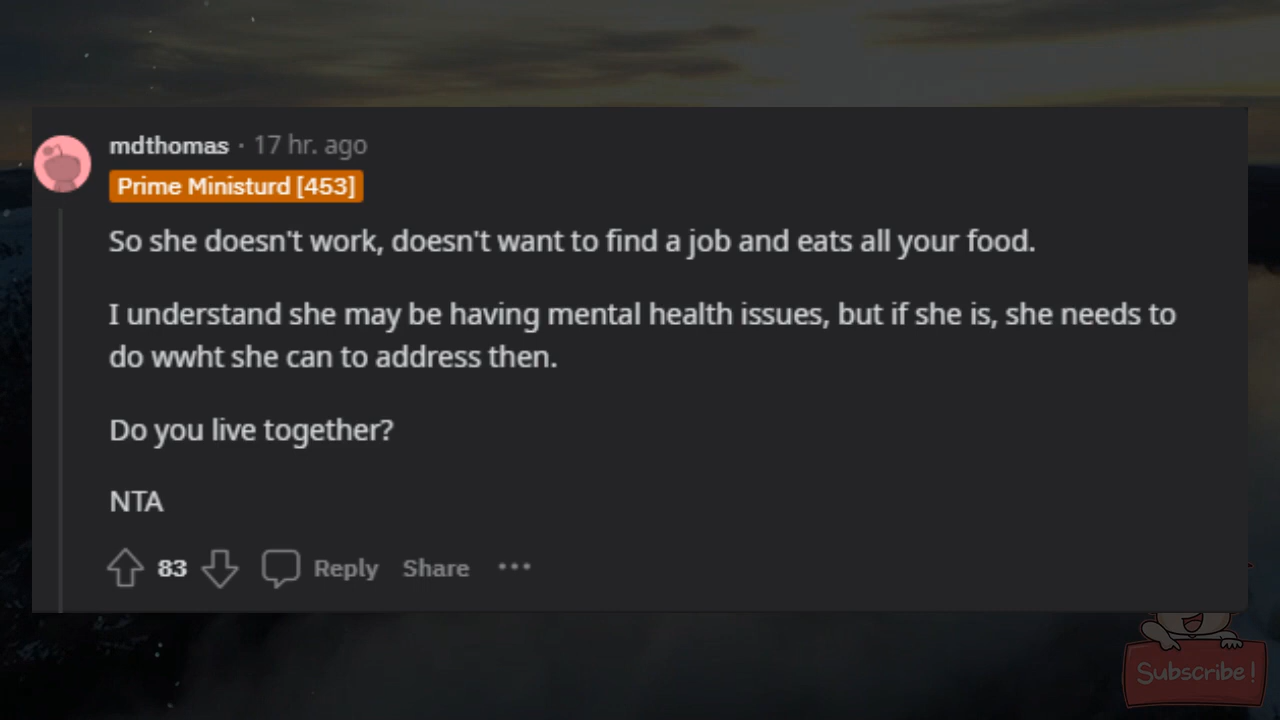 mdthomas · 17 hr. ago
Prime Ministurd [453]
So she doesn't work, doesn't want to find a job and eats all your food.
I understand she may be having mental health issues, but if she is, she needs to
do wwht she can to address then.
Do you live together?
NTA
83 Reply Share ···
Subscribe!